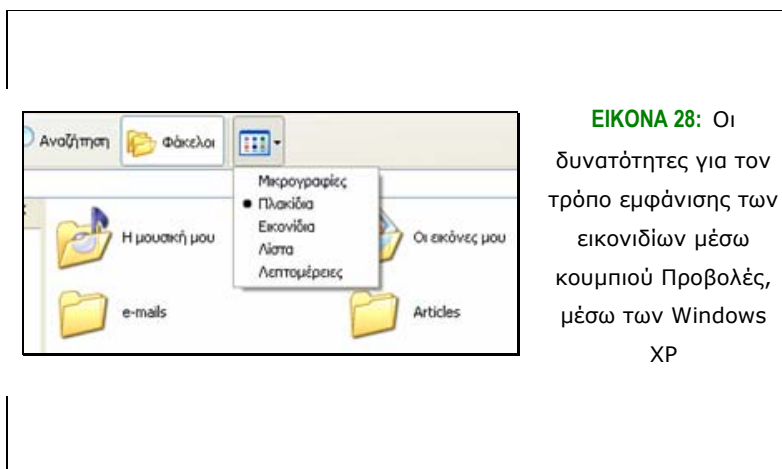 Αναζήτηση Φάκελοι
Μικρογραφίες
Πλακίδια
Εικονίδια
Λίστα
Λεπτομέρειες
Η μουσική μου
Οι εικόνες μου
e-mails
Articles
ΕΙΚΟΝΑ 28: Οι
δυνατότητες για τον
τρόπο εμφάνισης των
εικονιδίων μέσω
κουμπιού Προβολές,
μέσω των Windows
XP